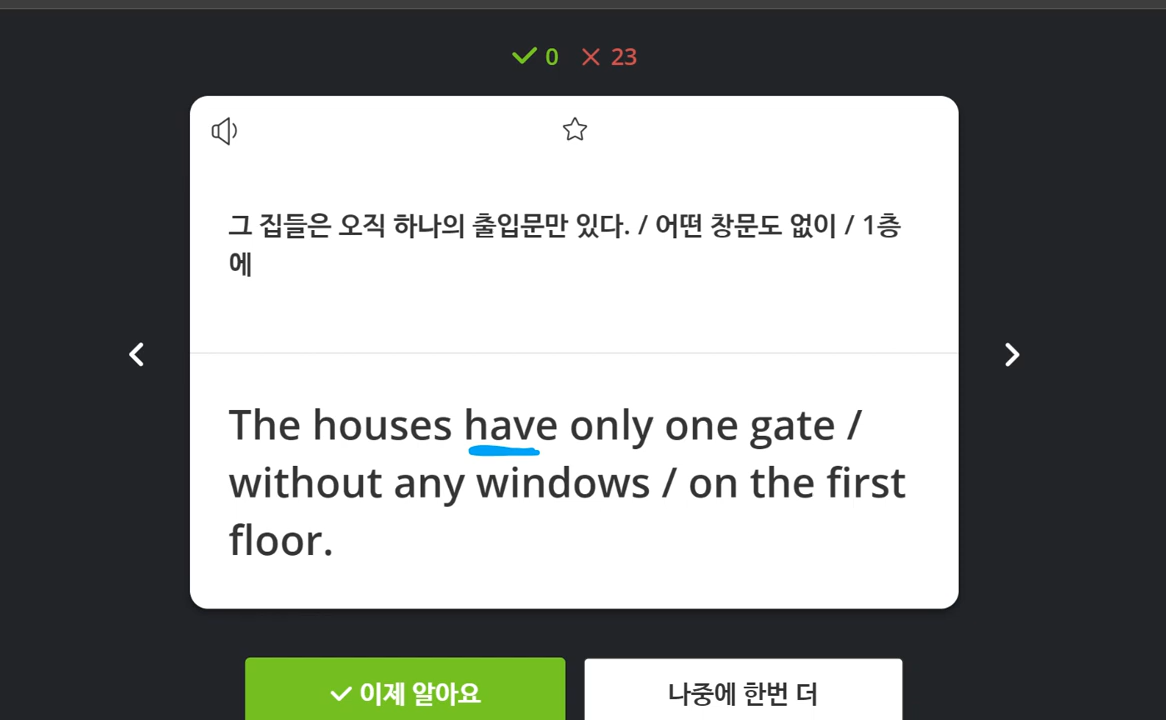 0 23
그 집들은 오직 하나의 출입문만 있다. / 어떤 창문도 없이 / 1층
에
The houses have only one gate /
without any windows / on the first
floor.
이제 알아요 나중에 한번 더